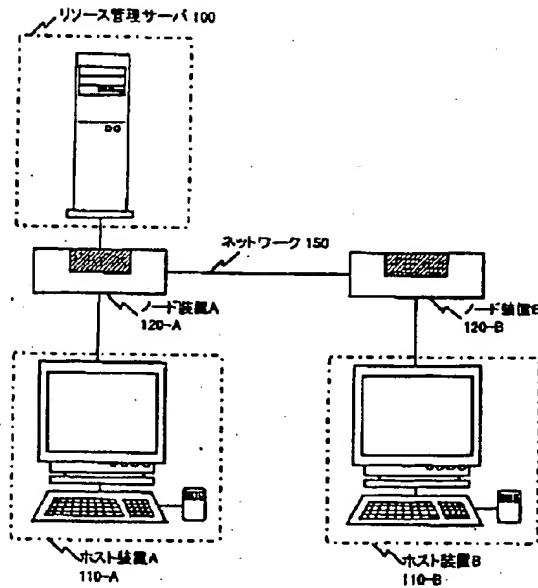 リソース管理サーバ 100
ネットワーク 150
ノード装置A
120-A
ノード装置B
120-B
ホスト装置A
110-A
ホスト装置B
110-B